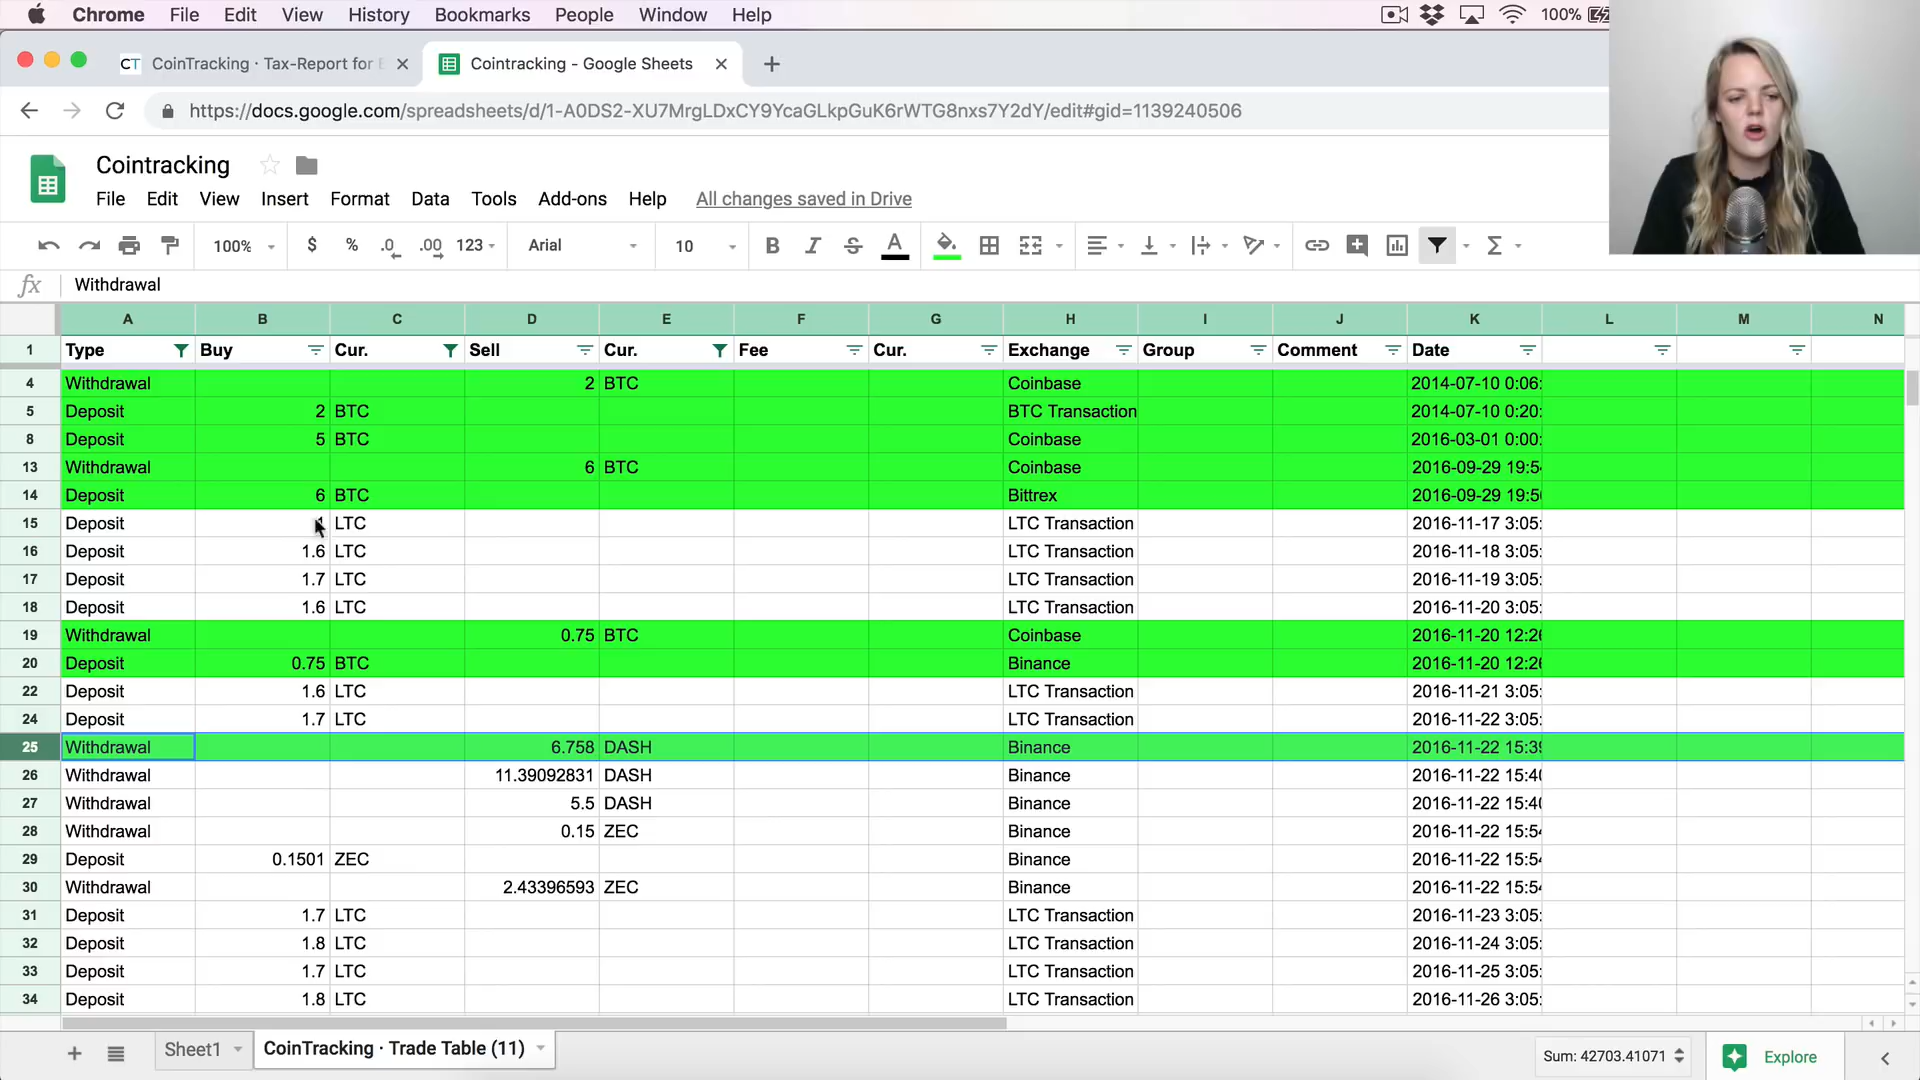 Chrome File Edit View History Bookmarks People Window Help 100%
CT CoinTracking · Tax-Report for Cointracking - Google Sheets
https://docs.google.com/spreadsheets/d/1-A0DS2-XU7MrgLDxCY9YcaGLkpGuK6rWTG8nxs7Y2dY/edit#gid=1139240506
Cointracking
File Edit View Insert Format Data Tools Add-ons Help All changes saved in Drive
100% $ % .0 .00 123 Arial 10 B I S A Σ
fx Withdrawal
A B C D E F G H I J K L M N
1 Type Buy Cur. Sell Cur. Fee Cur. Exchange Group Comment Date
4 Withdrawal 2 BTC Coinbase 2014-07-10 0:06:
5 Deposit 2 BTC BTC Transaction 2014-07-10 0:20:
8 Deposit 5 BTC Coinbase 2016-03-01 0:00:
13 Withdrawal 6 BTC Coinbase 2016-09-29 19:5
14 Deposit 6 BTC Bittrex 2016-09-29 19:5
15 Deposit LTC LTC Transaction 2016-11-17 3:05:
16 Deposit 1.6 LTC LTC Transaction 2016-11-18 3:05:
17 Deposit 1.7 LTC LTC Transaction 2016-11-19 3:05:
18 Deposit 1.6 LTC LTC Transaction 2016-11-20 3:05:
19 Withdrawal 0.75 BTC Coinbase 2016-11-20 12:2
20 Deposit 0.75 BTC Binance 2016-11-20 12:2
22 Deposit 1.6 LTC LTC Transaction 2016-11-21 3:05:
24 Deposit 1.7 LTC LTC Transaction 2016-11-22 3:05:
25 Withdrawal 6.758 DASH Binance 2016-11-22 15:3
26 Withdrawal 11.39092831 DASH Binance 2016-11-22 15:4
27 Withdrawal 5.5 DASH Binance 2016-11-22 15:4
28 Withdrawal 0.15 ZEC Binance 2016-11-22 15:5
29 Deposit 0.1501 ZEC Binance 2016-11-22 15:5
30 Withdrawal 2.43396593 ZEC Binance 2016-11-22 15:5
31 Deposit 1.7 LTC LTC Transaction 2016-11-23 3:05:
32 Deposit 1.8 LTC LTC Transaction 2016-11-24 3:05:
33 Deposit 1.7 LTC LTC Transaction 2016-11-25 3:05:
34 Deposit 1.8 LTC LTC Transaction 2016-11-26 3:05:
Sheet1 CoinTracking · Trade Table (11) Sum: 42703.41071 Explore